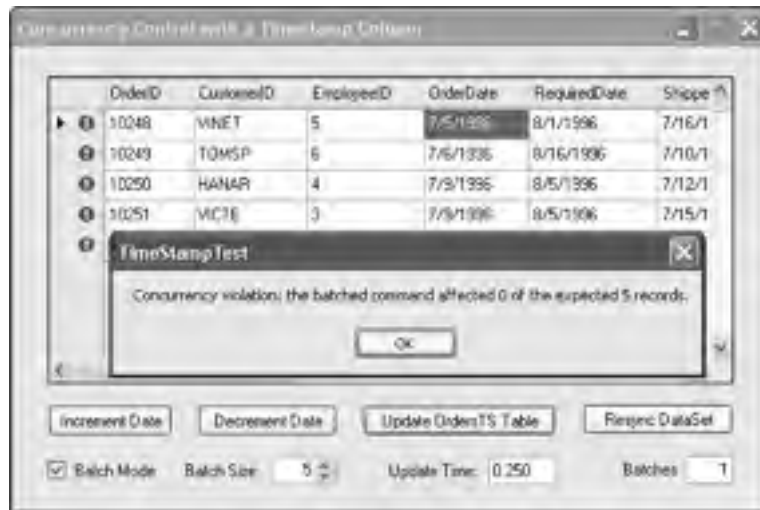 Concurrency Control with a Timestamp Column
OrderID CustomerID EmployeeID OrderDate RequiredDate Shippe
10248 VINET 5 7/5/1996 8/1/1996 7/16/1
10249 TOMSP 6 7/6/1996 8/16/1996 7/10/1
10250 HANAR 4 7/9/1996 8/5/1996 7/12/1
10251 VICTE 3 7/9/1996 8/5/1996 7/15/1
TimeStampTest
Concurrency violation: the batched command affected 0 of the expected 5 records.
OK
Increment Date Decrement Date Update OrdersTS Table Resync DataSet
Batch Mode Batch Size: 5 Update Time: 0.250 Batches 1